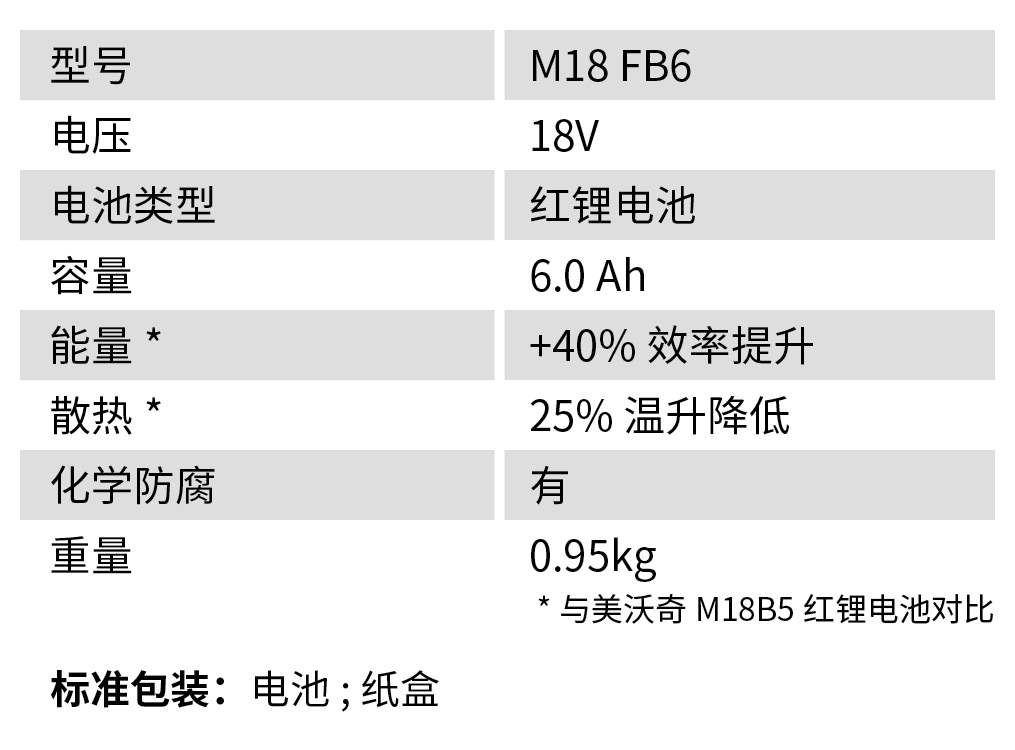 型号 M18 FB6
电压 18V
电池类型 红锂电池
容量 6.0 Ah
能量 * +40% 效率提升
散热 * 25% 温升降低
化学防腐 有
重量 0.95kg
* 与美沃奇 M18B5 红锂电池对比
标准包装：电池 ; 纸盒